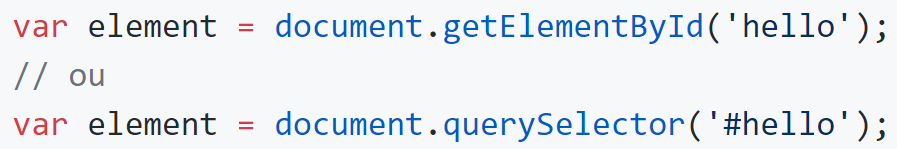 var element = document.getElementById('hello');
// ou
var element = document.querySelector('#hello');